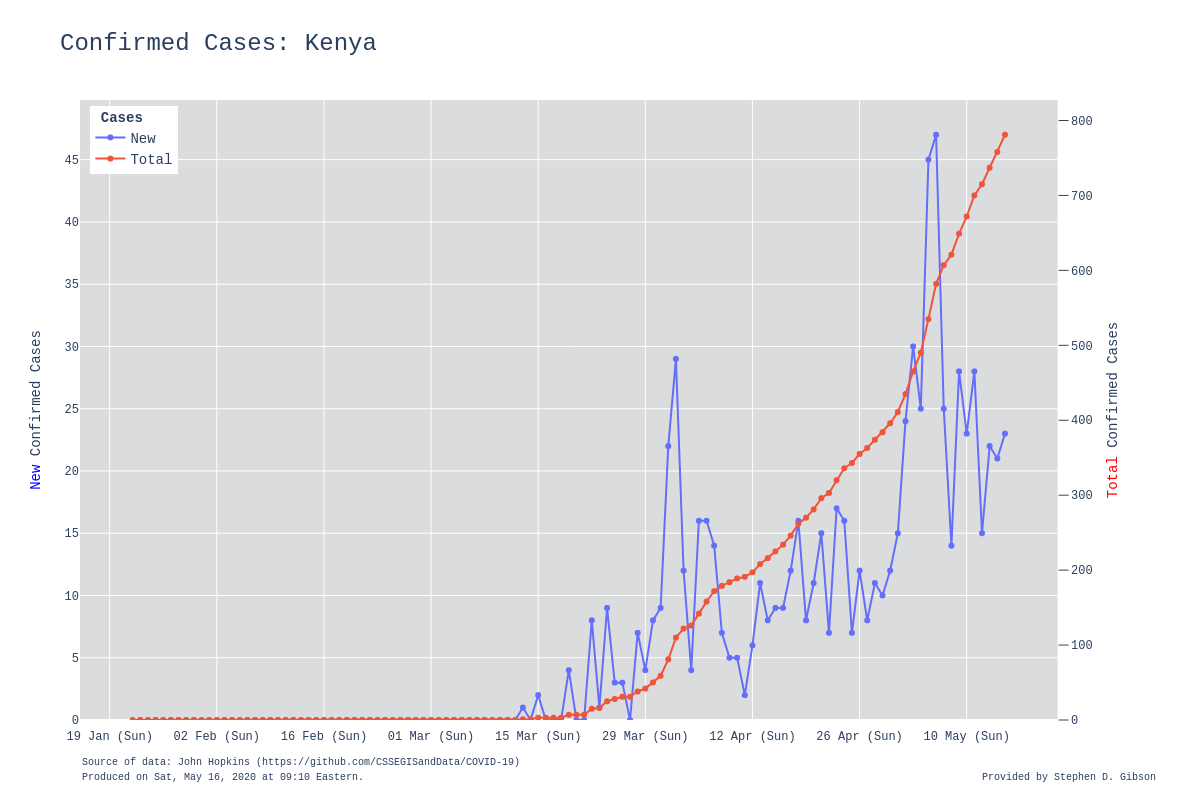 Confirmed Cases: Kenya
Cases
New
Total
45
40
35
30
25
20
15
10
5
0
New Confirmed Cases
800
700
600
500
400
300
200
100
0
Total Confirmed Cases
19 Jan (Sun) 02 Feb (Sun) 16 Feb (Sun) 01 Mar (Sun) 15 Mar (Sun) 29 Mar (Sun) 12 Apr (Sun) 26 Apr (Sun) 10 May (Sun)
Source of data: John Hopkins (https://github.com/CSSEGISandData/COVID-19)
Produced on Sat, May 16, 2020 at 09:10 Eastern.
Provided by Stephen D. Gibson